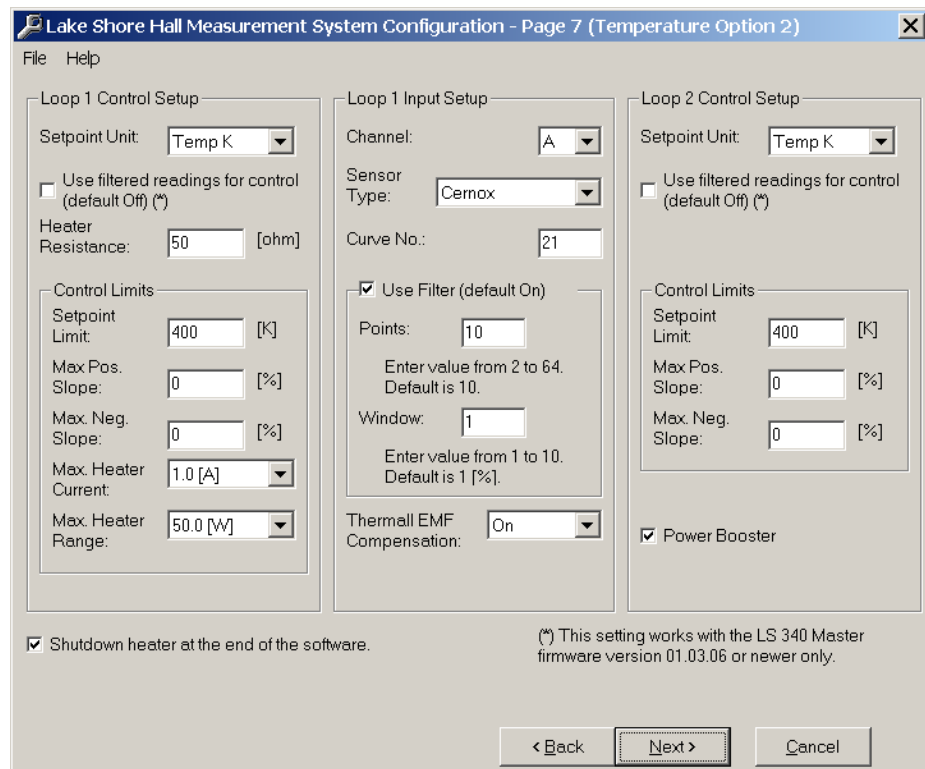 Lake Shore Hall Measurement System Configuration - Page 7 (Temperature Option 2)
File Help
Loop 1 Control Setup
Setpoint Unit: Temp K
Use filtered readings for control
(default Off) (*)
Heater
Resistance: 50 [ohm]
Control Limits
Setpoint
Limit: 400 [K]
Max Pos.
Slope: 0 [%]
Max. Neg.
Slope: 0 [%]
Max. Heater
Current: 1.0 [A]
Max. Heater
Range: 50.0 [W]
Loop 1 Input Setup
Channel: A
Sensor
Type: Cernox
Curve No.: 21
Use Filter (default On)
Points: 10
Enter value from 2 to 64.
Default is 10.
Window: 1
Enter value from 1 to 10.
Default is 1 [%].
Thermall EMF
Compensation: On
Loop 2 Control Setup
Setpoint Unit: Temp K
Use filtered readings for control
(default Off) (*)
Control Limits
Setpoint
Limit: 400 [K]
Max Pos.
Slope: 0 [%]
Max. Neg.
Slope: 0 [%]
Power Booster
Shutdown heater at the end of the software.
(*) This setting works with the LS 340 Master
firmware version 01.03.06 or newer only.
< Back Next > Cancel